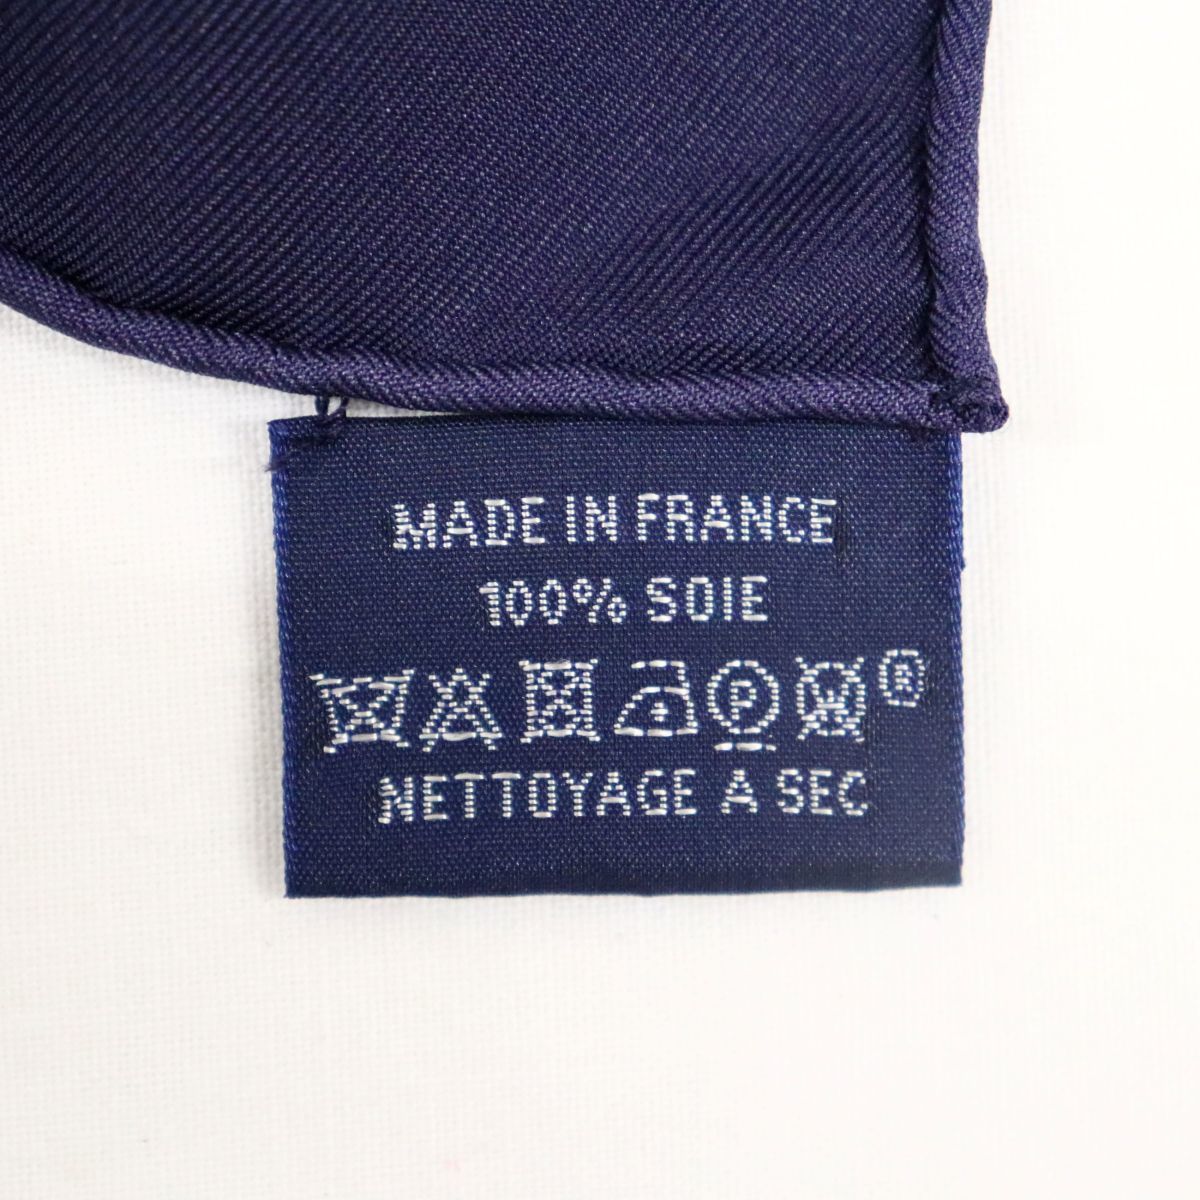 MADE IN FRANCE
100% SOIE
P W ®
NETTOYAGE A SEC